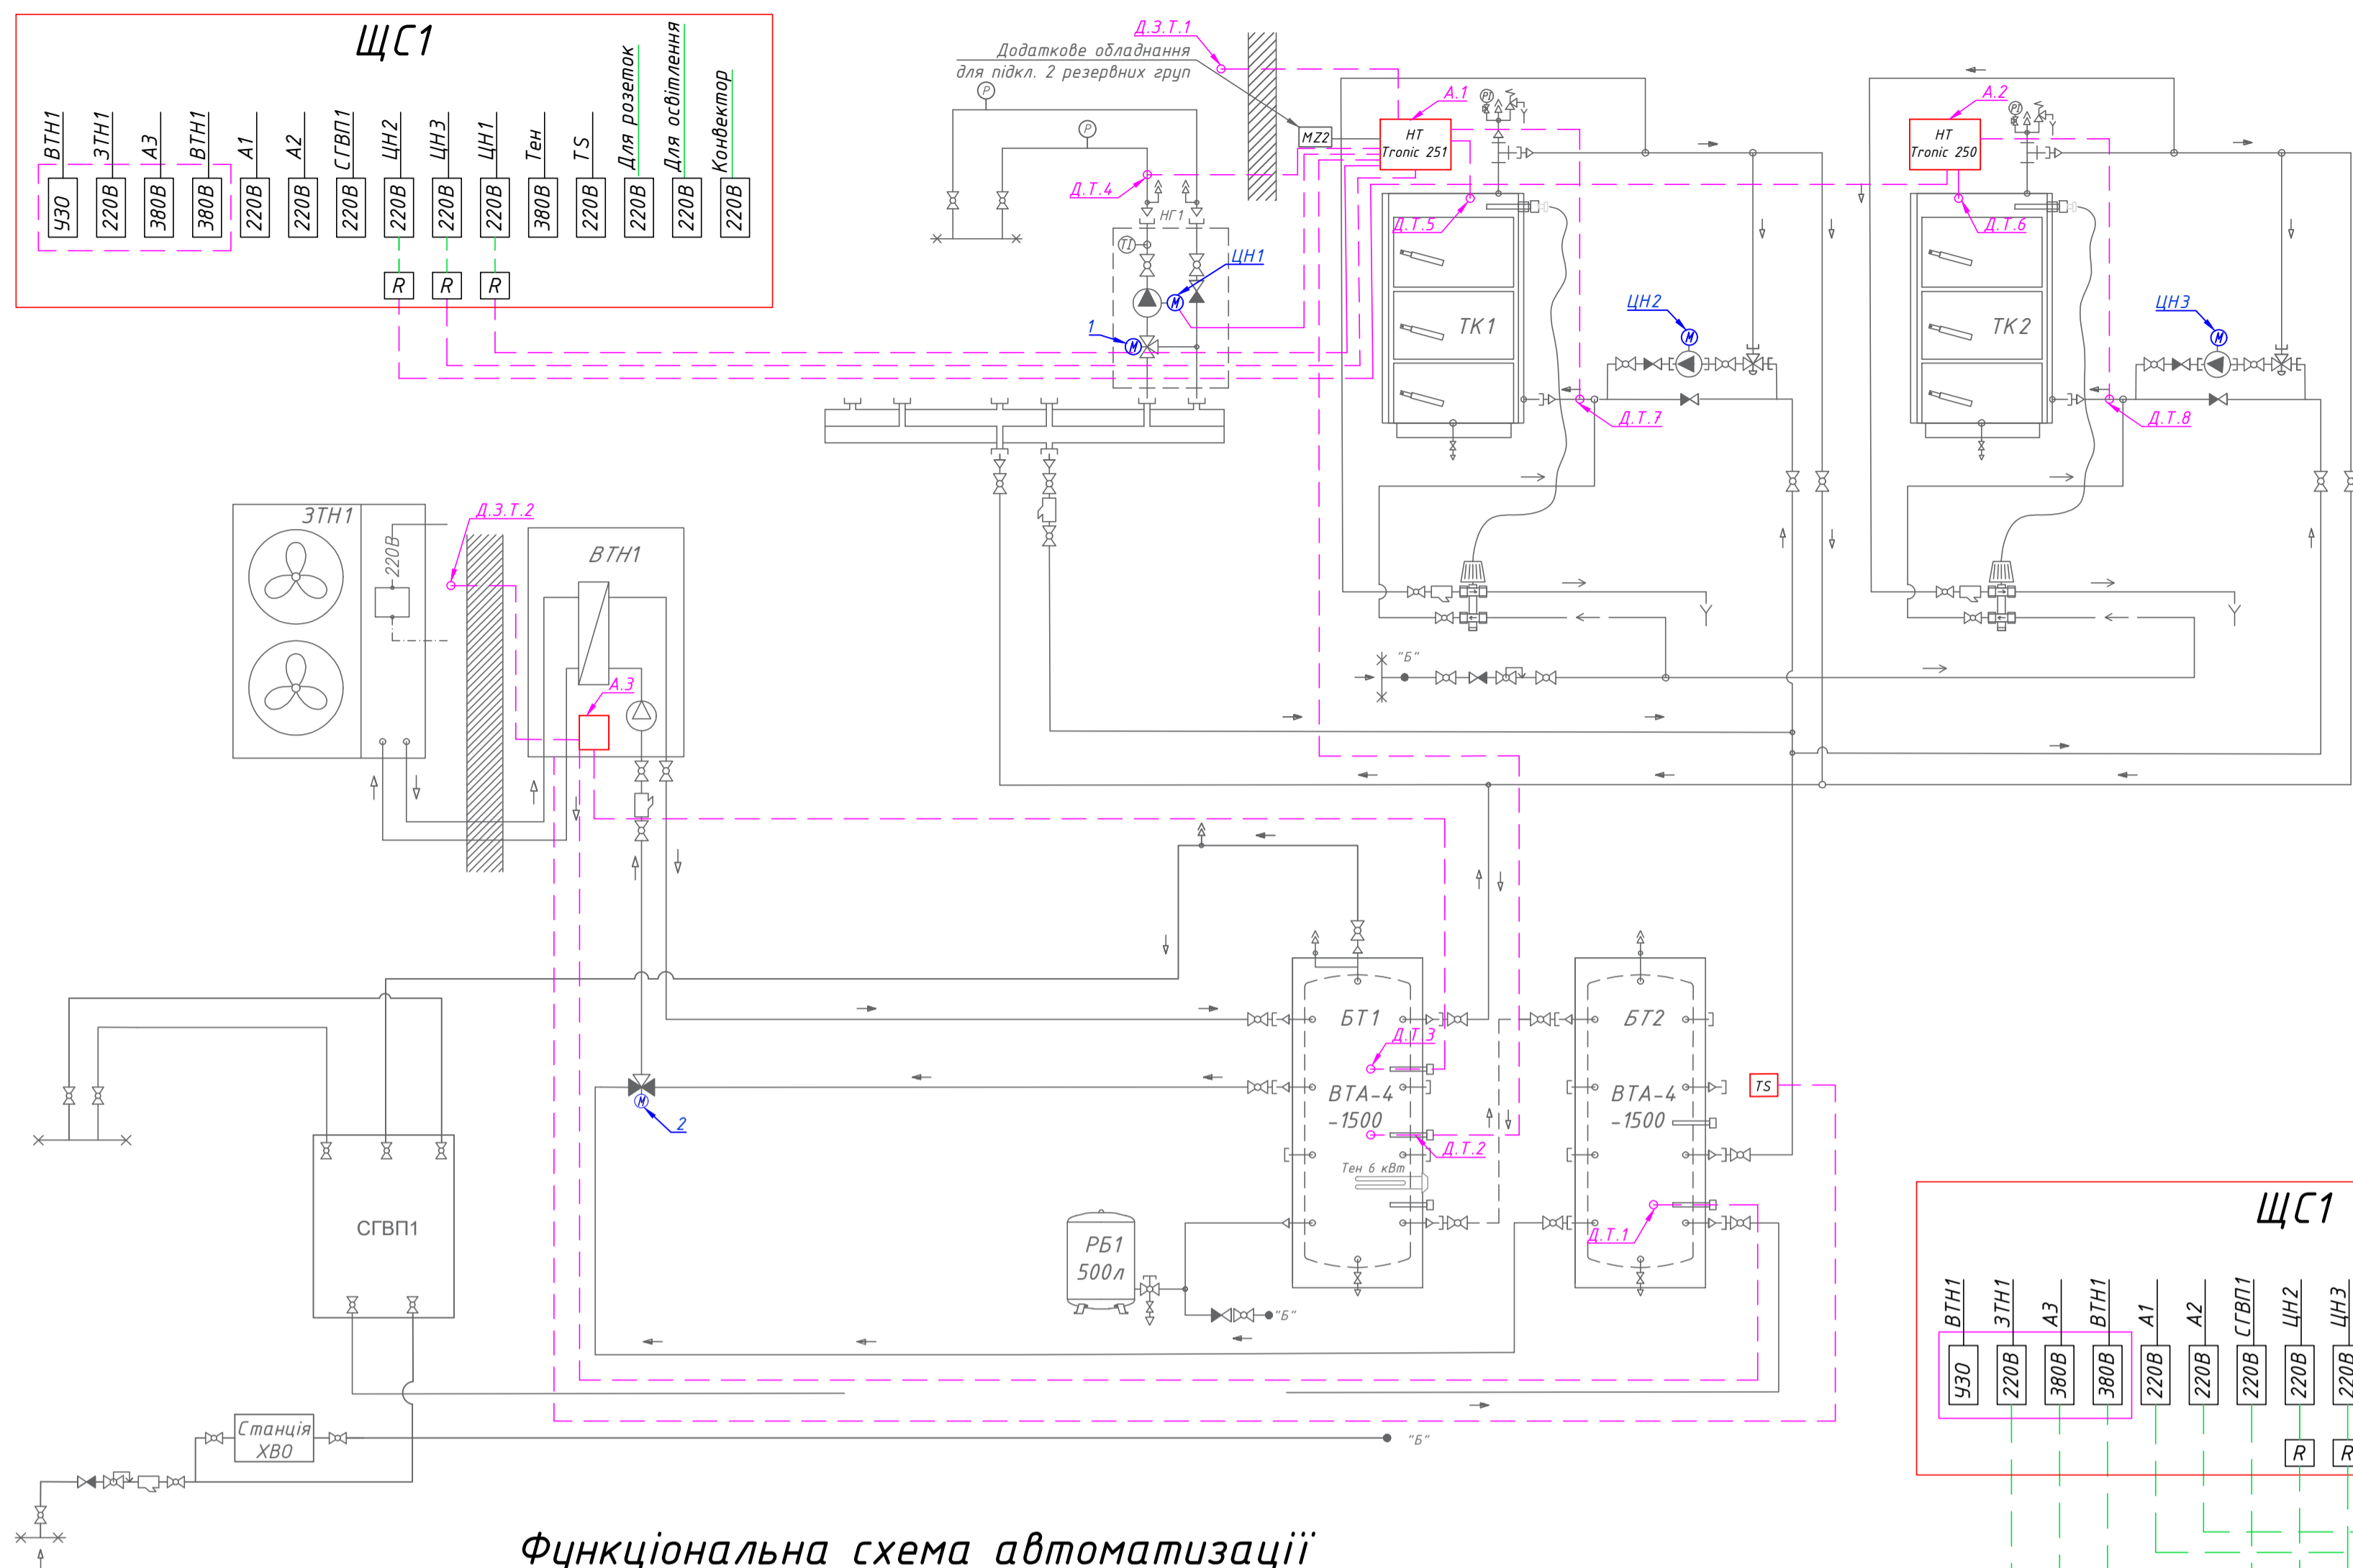 ЩС1
ВТН1
ЗТН1
А3
ВТН1
А1
А2
СГВП1
ЦН2
ЦН3
ЦН1
Тен
TS
Для розеток
Для освітлення
Конвектор
УЗО
220В
380В
380В
220В
220В
220В
220В
220В
220В
380В
220В
220В
220В
220В
R
R
R
Д.З.Т.1
Додаткове обладнання
для підкл. 2 резервних груп
P
P
MZ2
А.1
HT
Tronic 251
PI
А.2
HT
Tronic 250
PI
Д.Т.4
НГ1
TI
ЦН1
M
1
M
Д.Т.5
ТК1
ЦН2
M
Д.Т.7
Д.Т.6
ТК2
ЦН3
M
Д.Т.8
ЗТН1
220В
Д.З.Т.2
ВТН1
А.3
"Б"
БТ1
Д.Т.3
ВТА-4
-1500
Д.Т.2
Тен 6 кВт
БТ2
ВТА-4
-1500
TS
Д.Т.1
M
2
СГВП1
РБ1
500л
"Б"
Станція
ХВО
"Б"
ЩС1
ВТН1
ЗТН1
А3
ВТН1
А1
А2
СГВП1
ЦН2
ЦН3
УЗО
220В
380В
380В
220В
220В
220В
220В
220В
R
R
Функціональна схема автоматизації